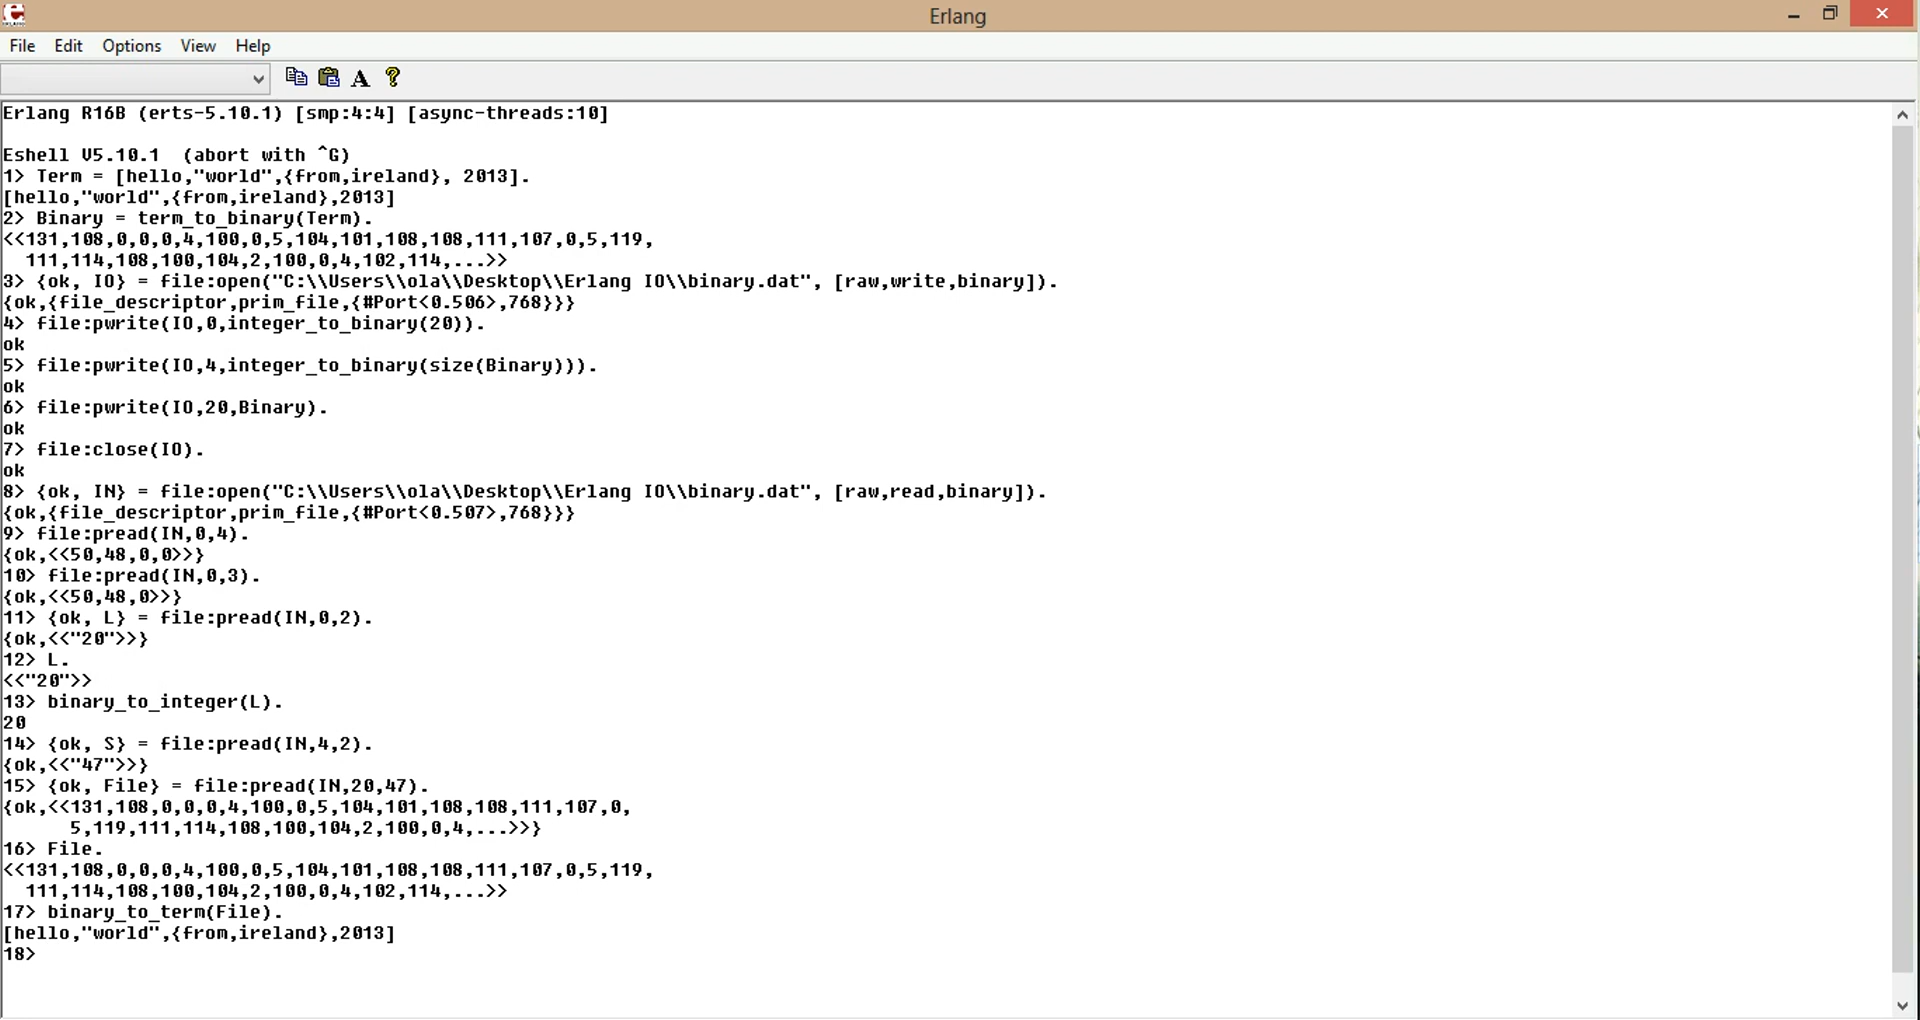 Erlang
File Edit Options View Help
Erlang R16B (erts-5.10.1) [smp:4:4] [async-threads:10]
Eshell V5.10.1  (abort with ^G)
1> Term = [hello,"world",{from,ireland}, 2013].
[hello,"world",{from,ireland},2013]
2> Binary = term_to_binary(Term).
<<131,108,0,0,0,4,100,0,5,104,101,108,108,111,107,0,5,119,
  111,114,108,100,104,2,100,0,4,102,114,...>>
3> {ok, IO} = file:open("C:\\Users\\ola\\Desktop\\Erlang IO\\binary.dat", [raw,write,binary]).
{ok,{file_descriptor,prim_file,{#Port<0.506>,768}}}
4> file:pwrite(IO,0,integer_to_binary(20)).
ok
5> file:pwrite(IO,4,integer_to_binary(size(Binary))).
ok
6> file:pwrite(IO,20,Binary).
ok
7> file:close(IO).
ok
8> {ok, IN} = file:open("C:\\Users\\ola\\Desktop\\Erlang IO\\binary.dat", [raw,read,binary]).
{ok,{file_descriptor,prim_file,{#Port<0.507>,768}}}
9> file:pread(IN,0,4).
{ok,<<50,48,0,0>>}
10> file:pread(IN,0,3).
{ok,<<50,48,0>>}
11> {ok, L} = file:pread(IN,0,2).
{ok,<<"20">>}
12> L.
<<"20">>
13> binary_to_integer(L).
20
14> {ok, S} = file:pread(IN,4,2).
{ok,<<"47">>}
15> {ok, File} = file:pread(IN,20,47).
{ok,<<131,108,0,0,0,4,100,0,5,104,101,108,108,111,107,0,
      5,119,111,114,108,100,104,2,100,0,4,...>>}
16> File.
<<131,108,0,0,0,4,100,0,5,104,101,108,108,111,107,0,5,119,
  111,114,108,100,104,2,100,0,4,102,114,...>>
17> binary_to_term(File).
[hello,"world",{from,ireland},2013]
18>